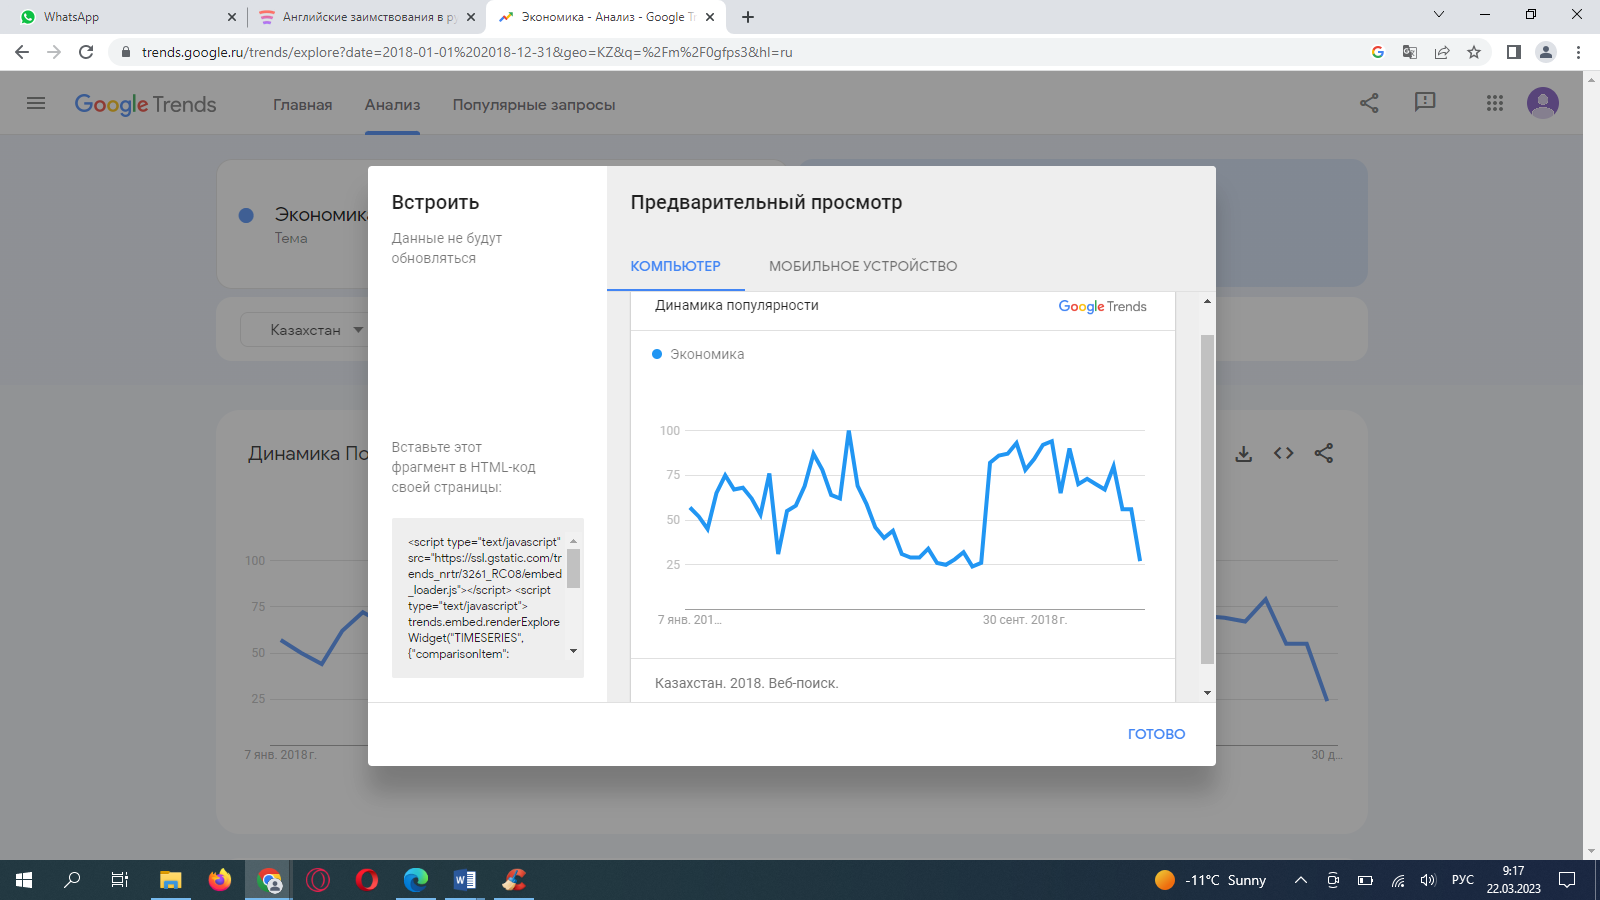 WhatsApp
Английские заимствования в ру
Экономика - Анализ - Google Tr
trends.google.ru/trends/explore?date=2018-01-01%202018-12-31&geo=KZ&q=%2Fm%2F0gfps3&hl=ru
Google Trends
Главная
Анализ
Популярные запросы
Экономика
Тема
Казахстан
Динамика По
100
75
50
25
7 янв. 2018 г.
30 д...
Встроить
Данные не будут
обновляться
Вставьте этот
фрагмент в HTML-код
своей страницы:
<script type="text/javascript"
src="https://ssl.gstatic.com/tr
ends_nrtr/3261_RC08/embed
_loader.js"></script> <script
type="text/javascript">
trends.embed.renderExplore
Widget("TIMESERIES",
{"comparisonItem":
Предварительный просмотр
КОМПЬЮТЕР
МОБИЛЬНОЕ УСТРОЙСТВО
Динамика популярности
Google Trends
Экономика
100
75
50
25
7 янв. 201...
30 сент. 2018 г.
Казахстан. 2018. Веб-поиск.
ГОТОВО
-11°C Sunny
РУС
9:17
22.03.2023